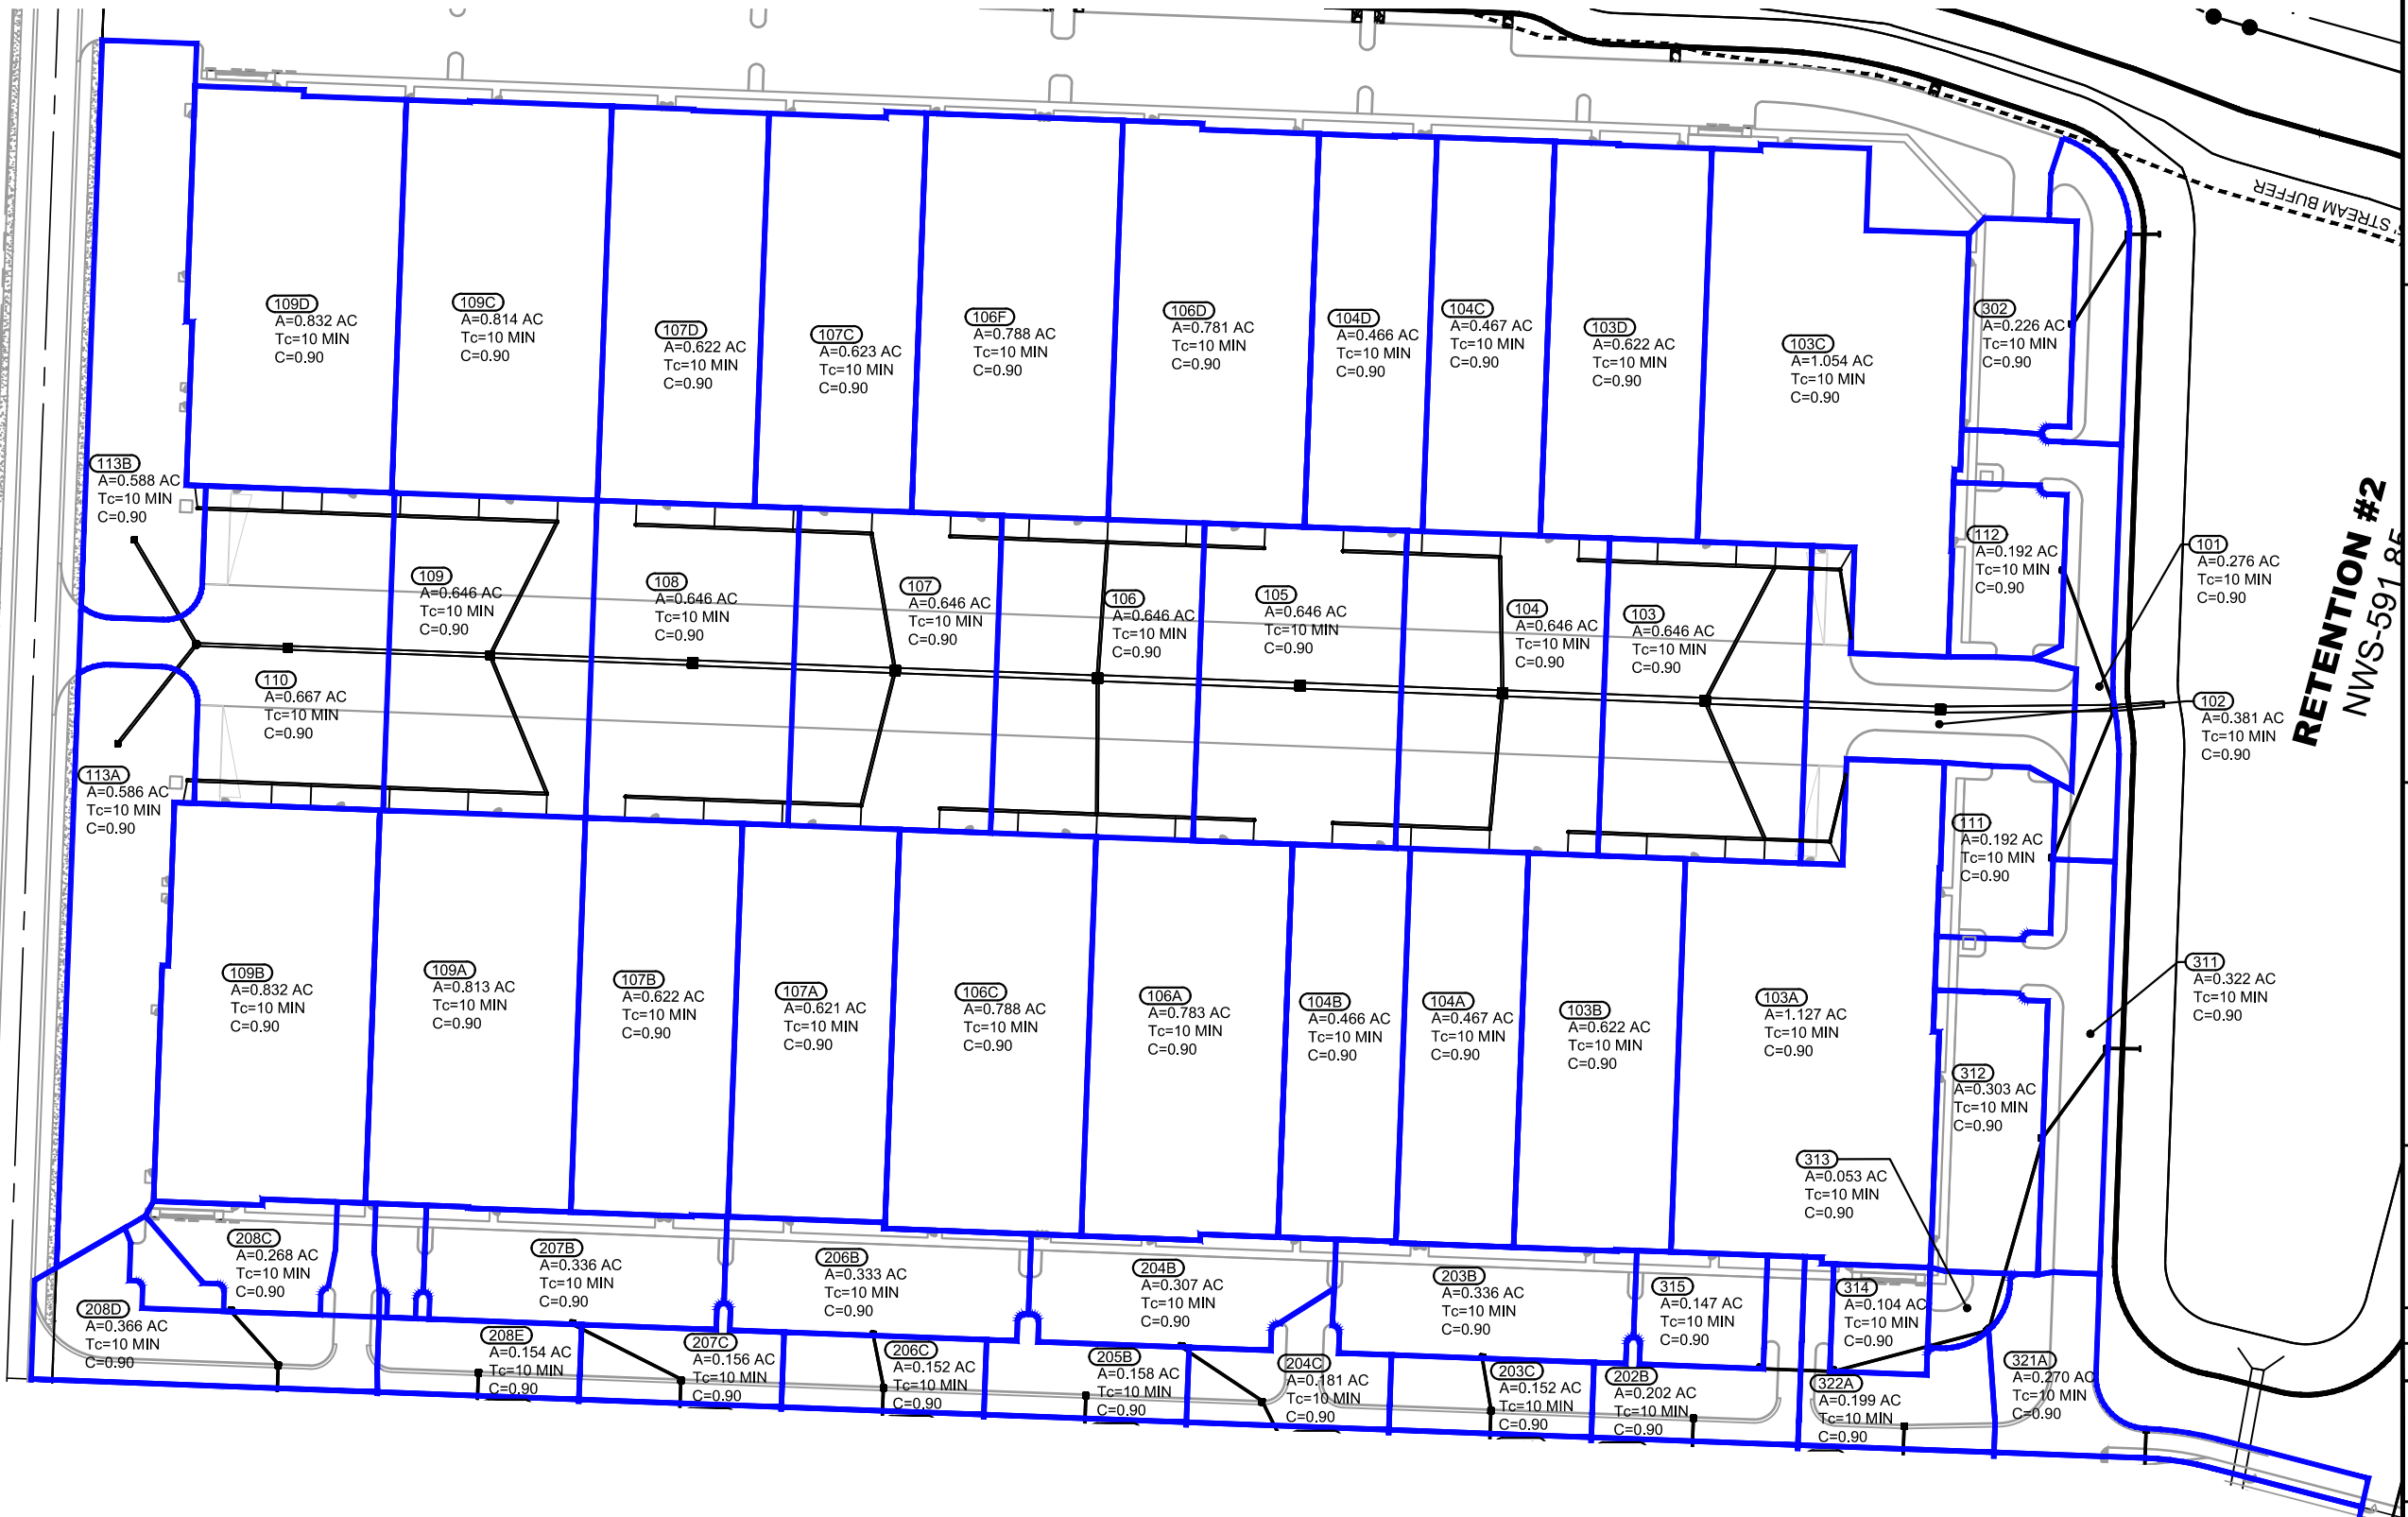 STREAM BUFFER
109D
A=0.832 AC
Tc=10 MIN
C=0.90
109C
A=0.814 AC
Tc=10 MIN
C=0.90
107D
A=0.622 AC
Tc=10 MIN
C=0.90
107C
A=0.623 AC
Tc=10 MIN
C=0.90
106F
A=0.788 AC
Tc=10 MIN
C=0.90
106D
A=0.781 AC
Tc=10 MIN
C=0.90
104D
A=0.466 AC
Tc=10 MIN
C=0.90
104C
A=0.467 AC
Tc=10 MIN
C=0.90
103D
A=0.622 AC
Tc=10 MIN
C=0.90
103C
A=1.054 AC
Tc=10 MIN
C=0.90
302
A=0.226 AC
Tc=10 MIN
C=0.90
113B
A=0.588 AC
Tc=10 MIN
C=0.90
109
A=0.646 AC
Tc=10 MIN
C=0.90
108
A=0.646 AC
Tc=10 MIN
C=0.90
107
A=0.646 AC
Tc=10 MIN
C=0.90
106
A=0.646 AC
Tc=10 MIN
C=0.90
105
A=0.646 AC
Tc=10 MIN
C=0.90
104
A=0.646 AC
Tc=10 MIN
C=0.90
103
A=0.646 AC
Tc=10 MIN
C=0.90
112
A=0.192 AC
Tc=10 MIN
C=0.90
101
A=0.276 AC
Tc=10 MIN
C=0.90
RETENTION #2
NWS-591.85
110
A=0.667 AC
Tc=10 MIN
C=0.90
102
A=0.381 AC
Tc=10 MIN
C=0.90
113A
A=0.586 AC
Tc=10 MIN
C=0.90
111
A=0.192 AC
Tc=10 MIN
C=0.90
109B
A=0.832 AC
Tc=10 MIN
C=0.90
109A
A=0.813 AC
Tc=10 MIN
C=0.90
107B
A=0.622 AC
Tc=10 MIN
C=0.90
107A
A=0.621 AC
Tc=10 MIN
C=0.90
106C
A=0.788 AC
Tc=10 MIN
C=0.90
106A
A=0.783 AC
Tc=10 MIN
C=0.90
104B
A=0.466 AC
Tc=10 MIN
C=0.90
104A
A=0.467 AC
Tc=10 MIN
C=0.90
103B
A=0.622 AC
Tc=10 MIN
C=0.90
103A
A=1.127 AC
Tc=10 MIN
C=0.90
311
A=0.322 AC
Tc=10 MIN
C=0.90
312
A=0.303 AC
Tc=10 MIN
C=0.90
313
A=0.053 AC
Tc=10 MIN
C=0.90
208C
A=0.268 AC
Tc=10 MIN
C=0.90
207B
A=0.336 AC
Tc=10 MIN
C=0.90
206B
A=0.333 AC
Tc=10 MIN
C=0.90
204B
A=0.307 AC
Tc=10 MIN
C=0.90
203B
A=0.336 AC
Tc=10 MIN
C=0.90
315
A=0.147 AC
Tc=10 MIN
C=0.90
314
A=0.104 AC
Tc=10 MIN
C=0.90
208D
A=0.366 AC
Tc=10 MIN
C=0.90
208E
A=0.154 AC
Tc=10 MIN
C=0.90
207C
A=0.156 AC
Tc=10 MIN
C=0.90
206C
A=0.152 AC
Tc=10 MIN
C=0.90
205B
A=0.158 AC
Tc=10 MIN
C=0.90
204C
A=0.181 AC
Tc=10 MIN
C=0.90
203C
A=0.152 AC
Tc=10 MIN
C=0.90
202B
A=0.202 AC
Tc=10 MIN
C=0.90
322A
A=0.199 AC
Tc=10 MIN
C=0.90
321A
A=0.270 AC
Tc=10 MIN
C=0.90